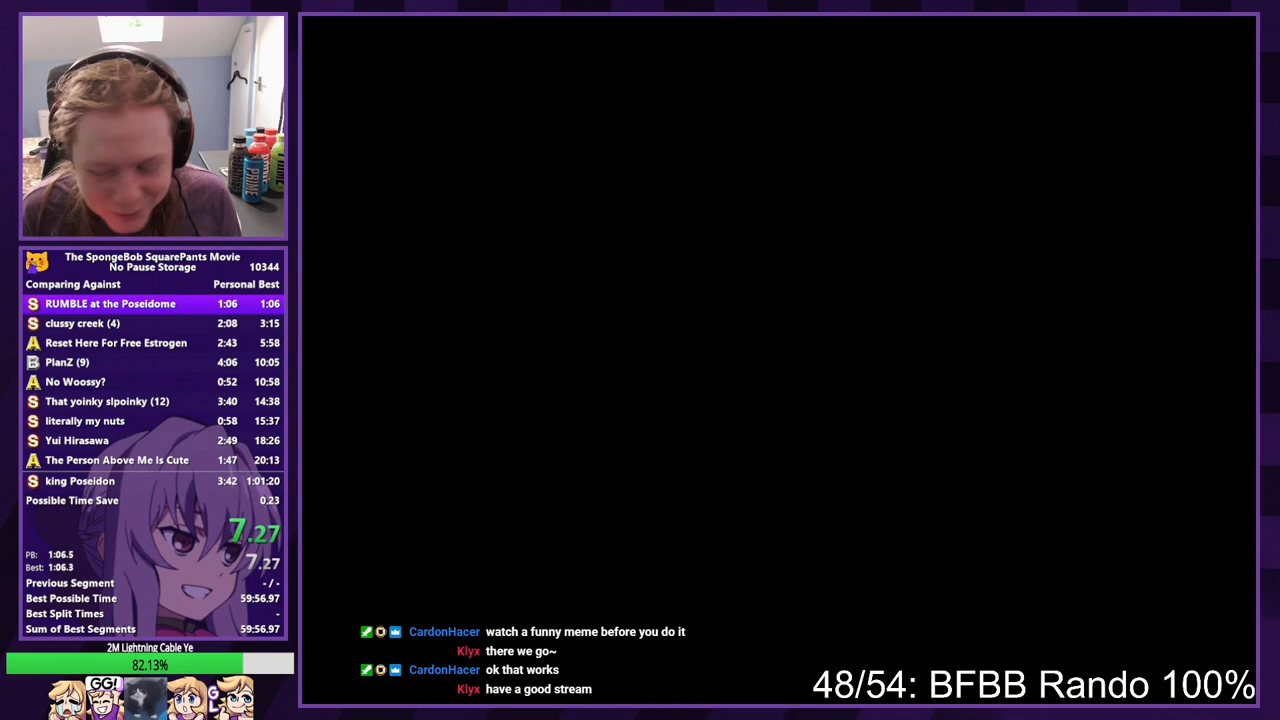 The SpongeBob SquarePants Movie
No Pause Storage 10344
Comparing Against Personal Best
S RUMBLE at the Poseidome 1:06 1:06
S clussy creek (4) 2:08 3:15
A Reset Here For Free Estrogen 2:43 5:58
B PlanZ (9) 4:06 10:05
A No Woossy? 0:52 10:58
S That yoinky slpoinky (12) 3:40 14:38
S literally my nuts 0:58 15:37
S Yui Hirasawa 2:49 18:26
A The Person Above Me Is Cute 1:47 20:13
S king Poseidon 3:42 1:01:20
Possible Time Save 0.23
7.27
PB: 1:06.5
Best: 1:06.3 7.27
Previous Segment - / -
Best Possible Time 59:56.97
Best Split Times -
Sum of Best Segments 59:56.97
2M Lightning Cable Ye
82.13%
GG!
GL
PRIME
CardonHacer watch a funny meme before you do it
Klyx there we go~
CardonHacer ok that works
Klyx have a good stream
48/54: BFBB Rando 100%